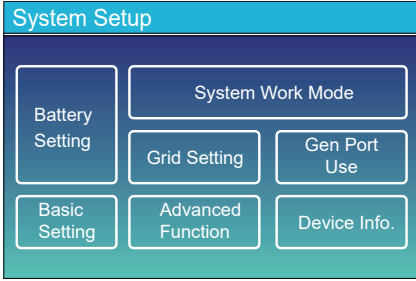 System Setup
Battery
Setting
System Work Mode
Grid Setting
Gen Port
Use
Basic
Setting
Advanced
Function
Device Info.